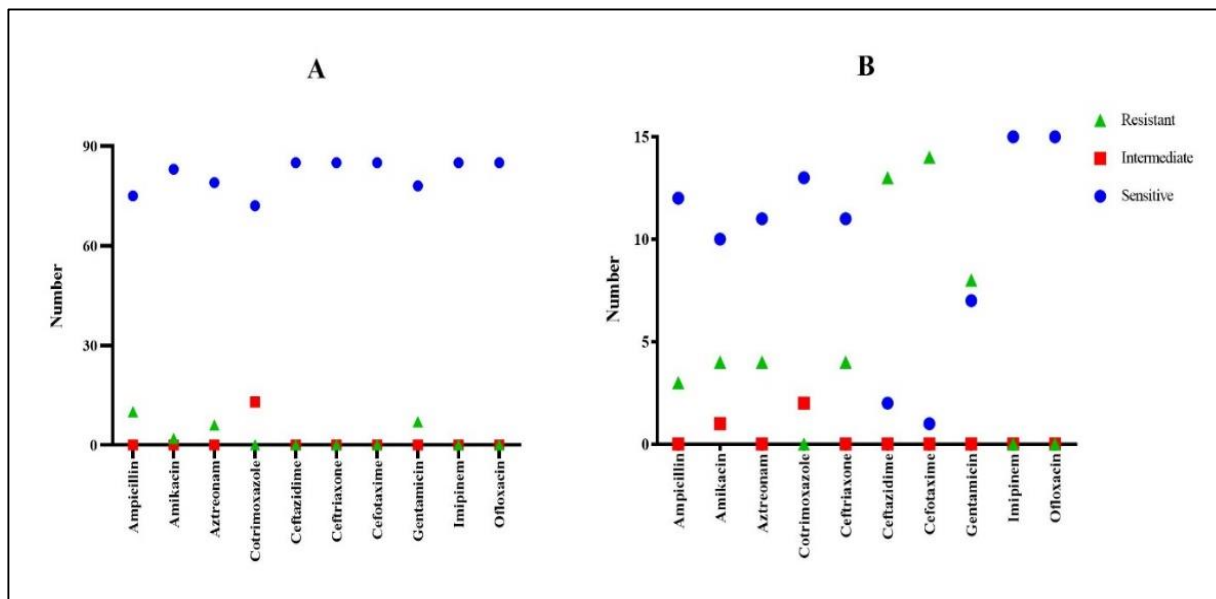 A
90
60
30
0
Number
Ampicillin
Amikacin
Aztreonam
Cotrimoxazole
Ceftazidime
Ceftriaxone
Cefotaxime
Gentamicin
Imipinem
Ofloxacin
B
15
10
5
0
Number
Ampicillin
Amikacin
Aztreonam
Cotrimoxazole
Ceftriaxone
Ceftazidime
Cefotaxime
Gentamicin
Imipinem
Ofloxacin
Resistant
Intermediate
Sensitive